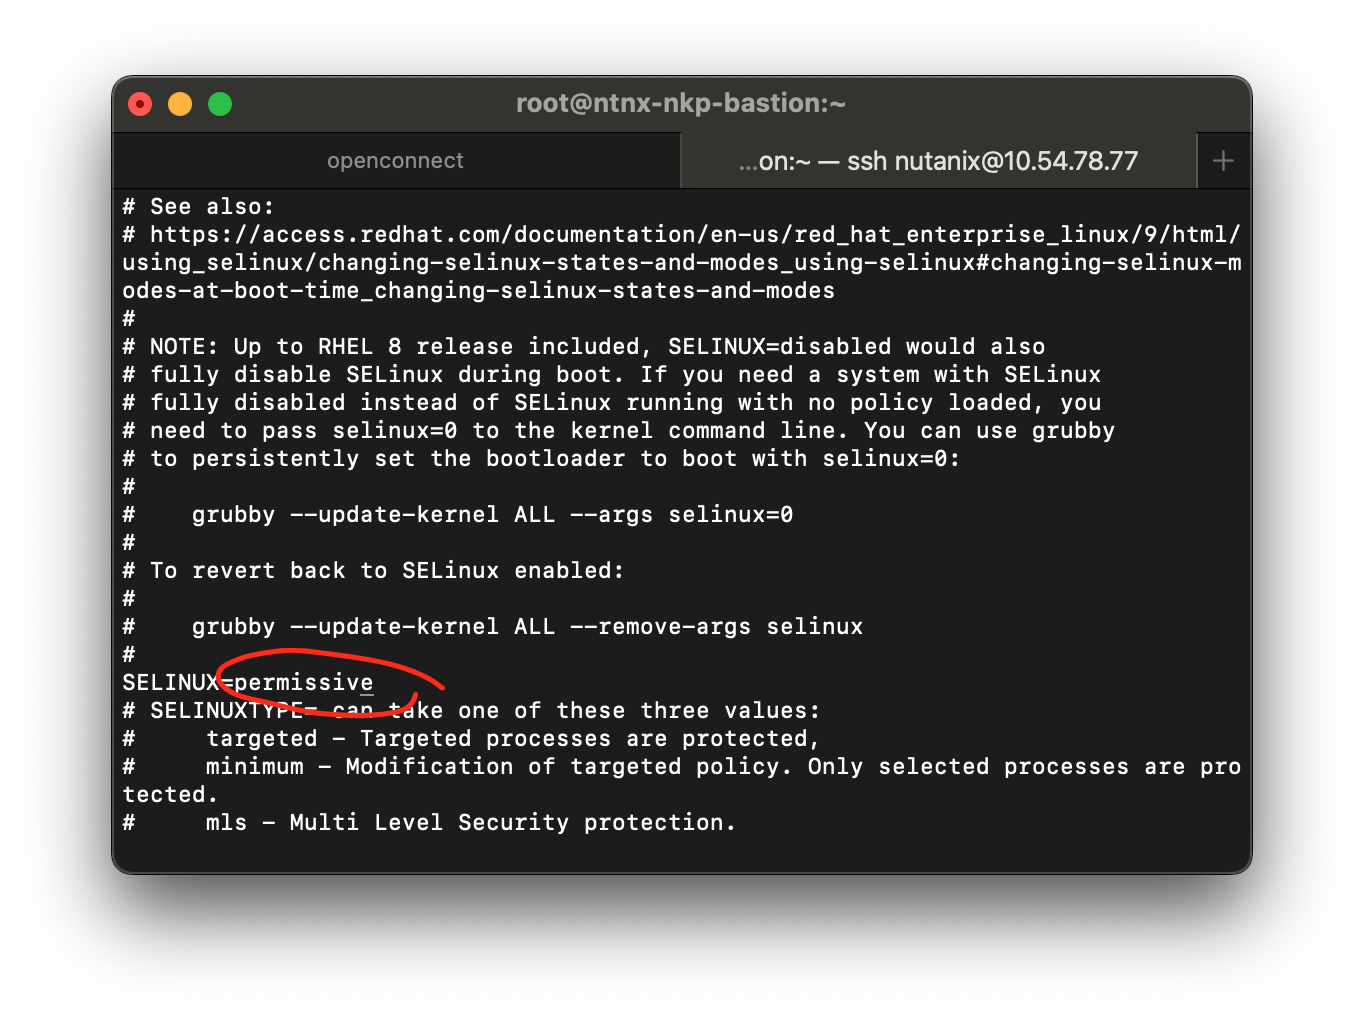 root@ntnx-nkp-bastion:~
openconnect
...on:~ — ssh nutanix@10.54.78.77
# See also:
# https://access.redhat.com/documentation/en-us/red_hat_enterprise_linux/9/html/
using_selinux/changing-selinux-states-and-modes_using-selinux#changing-selinux-m
odes-at-boot-time_changing-selinux-states-and-modes
#
# NOTE: Up to RHEL 8 release included, SELINUX=disabled would also
# fully disable SELinux during boot. If you need a system with SELinux
# fully disabled instead of SELinux running with no policy loaded, you
# need to pass selinux=0 to the kernel command line. You can use grubby
# to persistently set the bootloader to boot with selinux=0:
#
#    grubby --update-kernel ALL --args selinux=0
#
# To revert back to SELinux enabled:
#
#    grubby --update-kernel ALL --remove-args selinux
#
SELINUX=permissive
# SELINUXTYPE= can take one of these three values:
#     targeted - Targeted processes are protected,
#     minimum - Modification of targeted policy. Only selected processes are pro
tected.
#     mls - Multi Level Security protection.